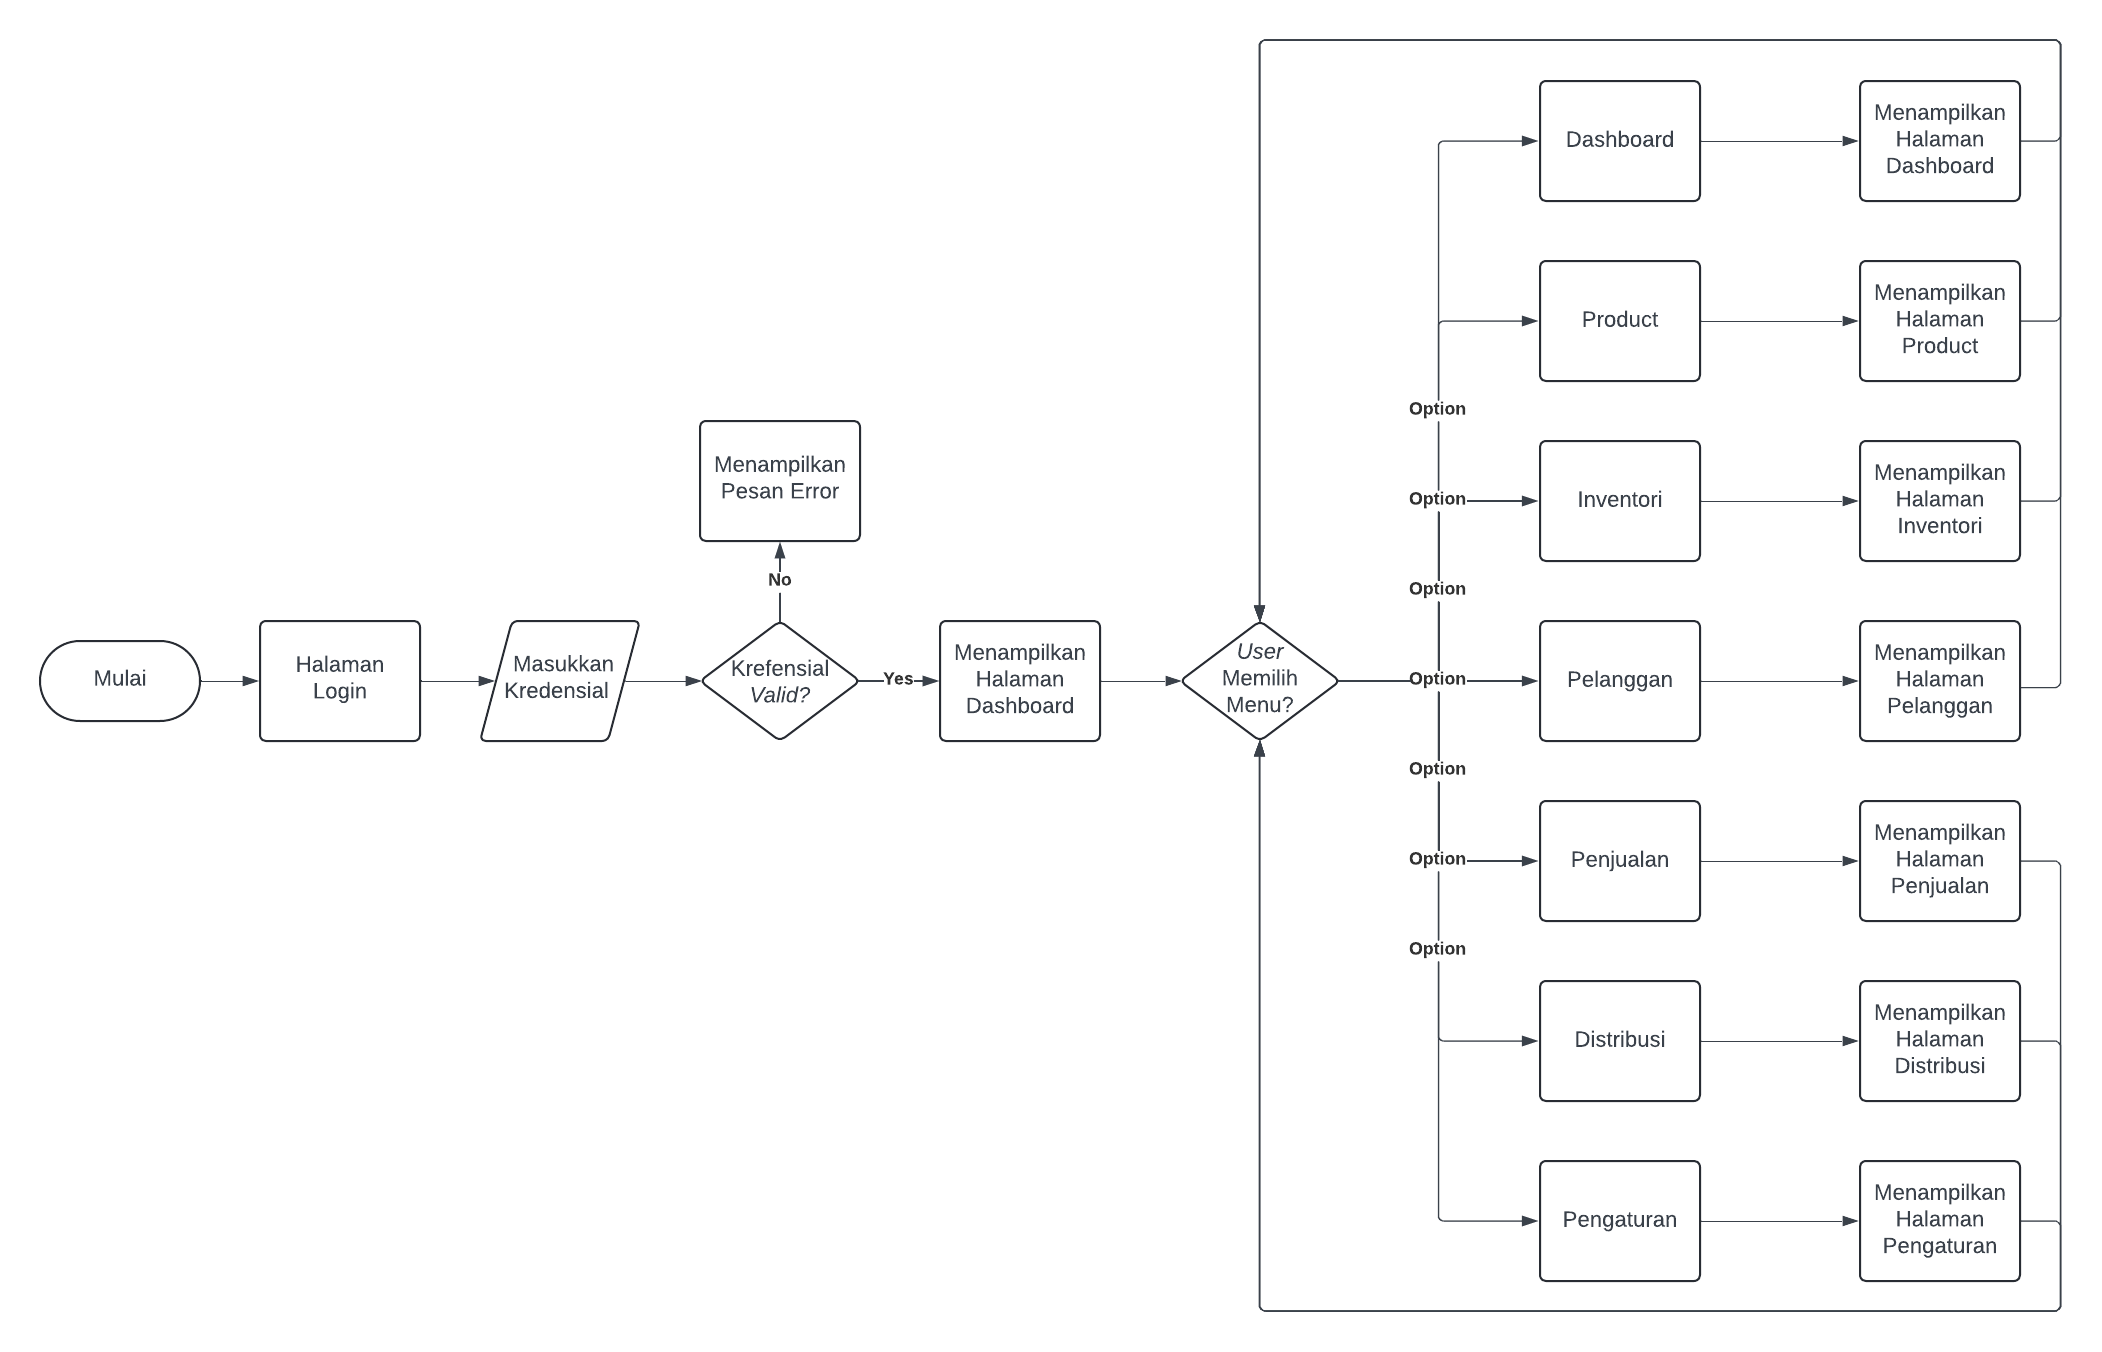 Mulai
Halaman
Login
Masukkan
Kredensial
Krefensial
Valid?
No
Menampilkan
Pesan Error
Yes
Menampilkan
Halaman
Dashboard
User
Memilih
Menu?
Option
Option
Option
Option
Option
Option
Option
Dashboard
Menampilkan
Halaman
Dashboard
Product
Menampilkan
Halaman
Product
Inventori
Menampilkan
Halaman
Inventori
Pelanggan
Menampilkan
Halaman
Pelanggan
Penjualan
Menampilkan
Halaman
Penjualan
Distribusi
Menampilkan
Halaman
Distribusi
Pengaturan
Menampilkan
Halaman
Pengaturan